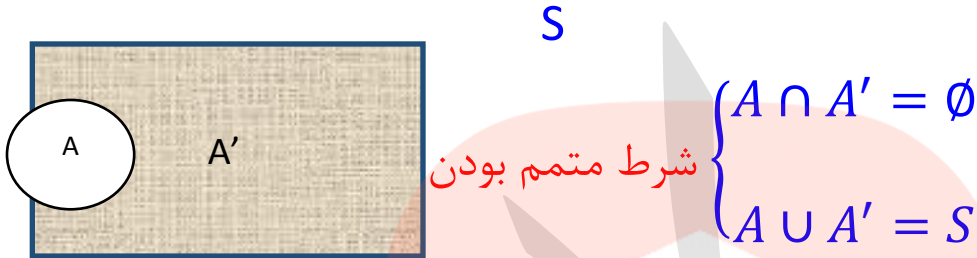 S
A
A′
شرط متمم بودن
A ∩ A′ = ∅
A ∪ A′ = S